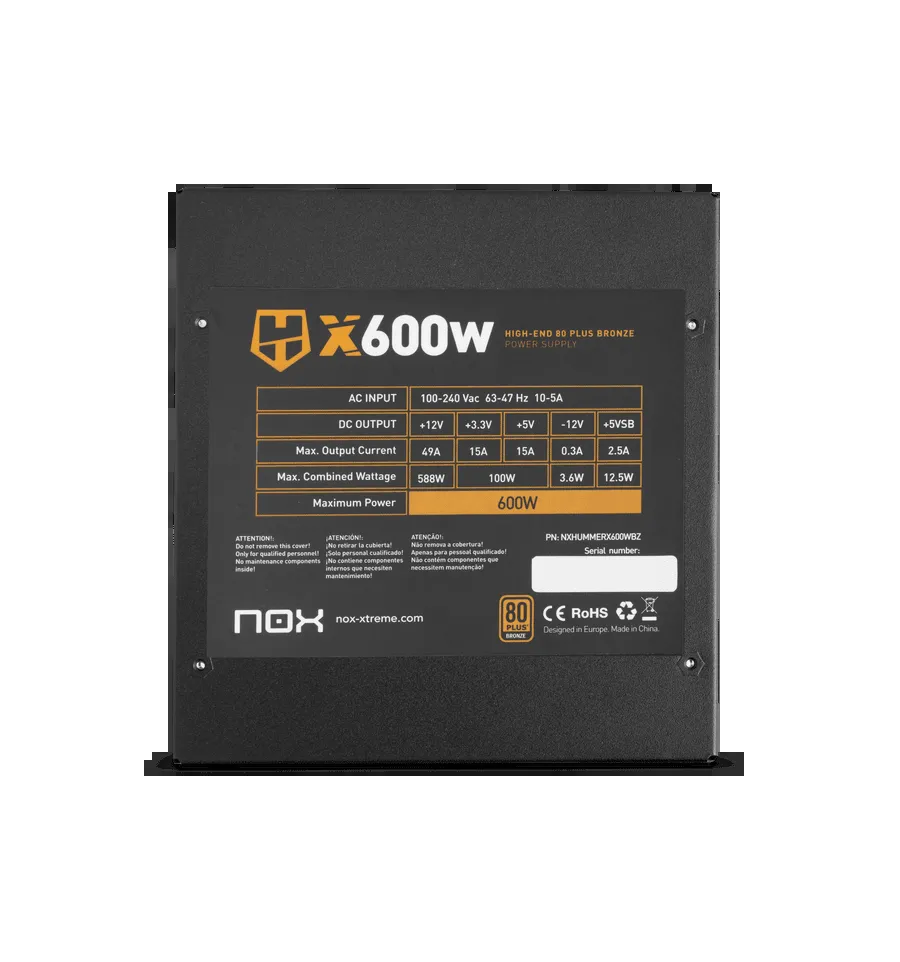 X600W
HIGH-END 80 PLUS BRONZE
POWER SUPPLY
AC INPUT 100-240 Vac 63-47 Hz 10-5A
DC OUTPUT +12V +3.3V +5V -12V +5VSB
Max. Output Current 49A 15A 15A 0.3A 2.5A
Max. Combined Wattage 588W 100W 3.6W 12.5W
Maximum Power 600W
ATTENTION!:
Do not remove this cover!
Only for qualified personnel!
No maintenance components
inside!
¡ATENCIÓN!:
¡No retirar la cubierta!
¡Solo personal cualificado!
¡No contiene componentes
internos que necesiten
mantenimiento!
ATENÇÃO!:
Não remova a cobertura!
Apenas para pessoal qualificado!
Não contém componentes que
necessitem manutenção!
PN: NXHUMMERX600WBZ
Serial number:
nox nox-xtreme.com
80
PLUS
BRONZE
CE RoHS
Designed in Europe. Made in China.